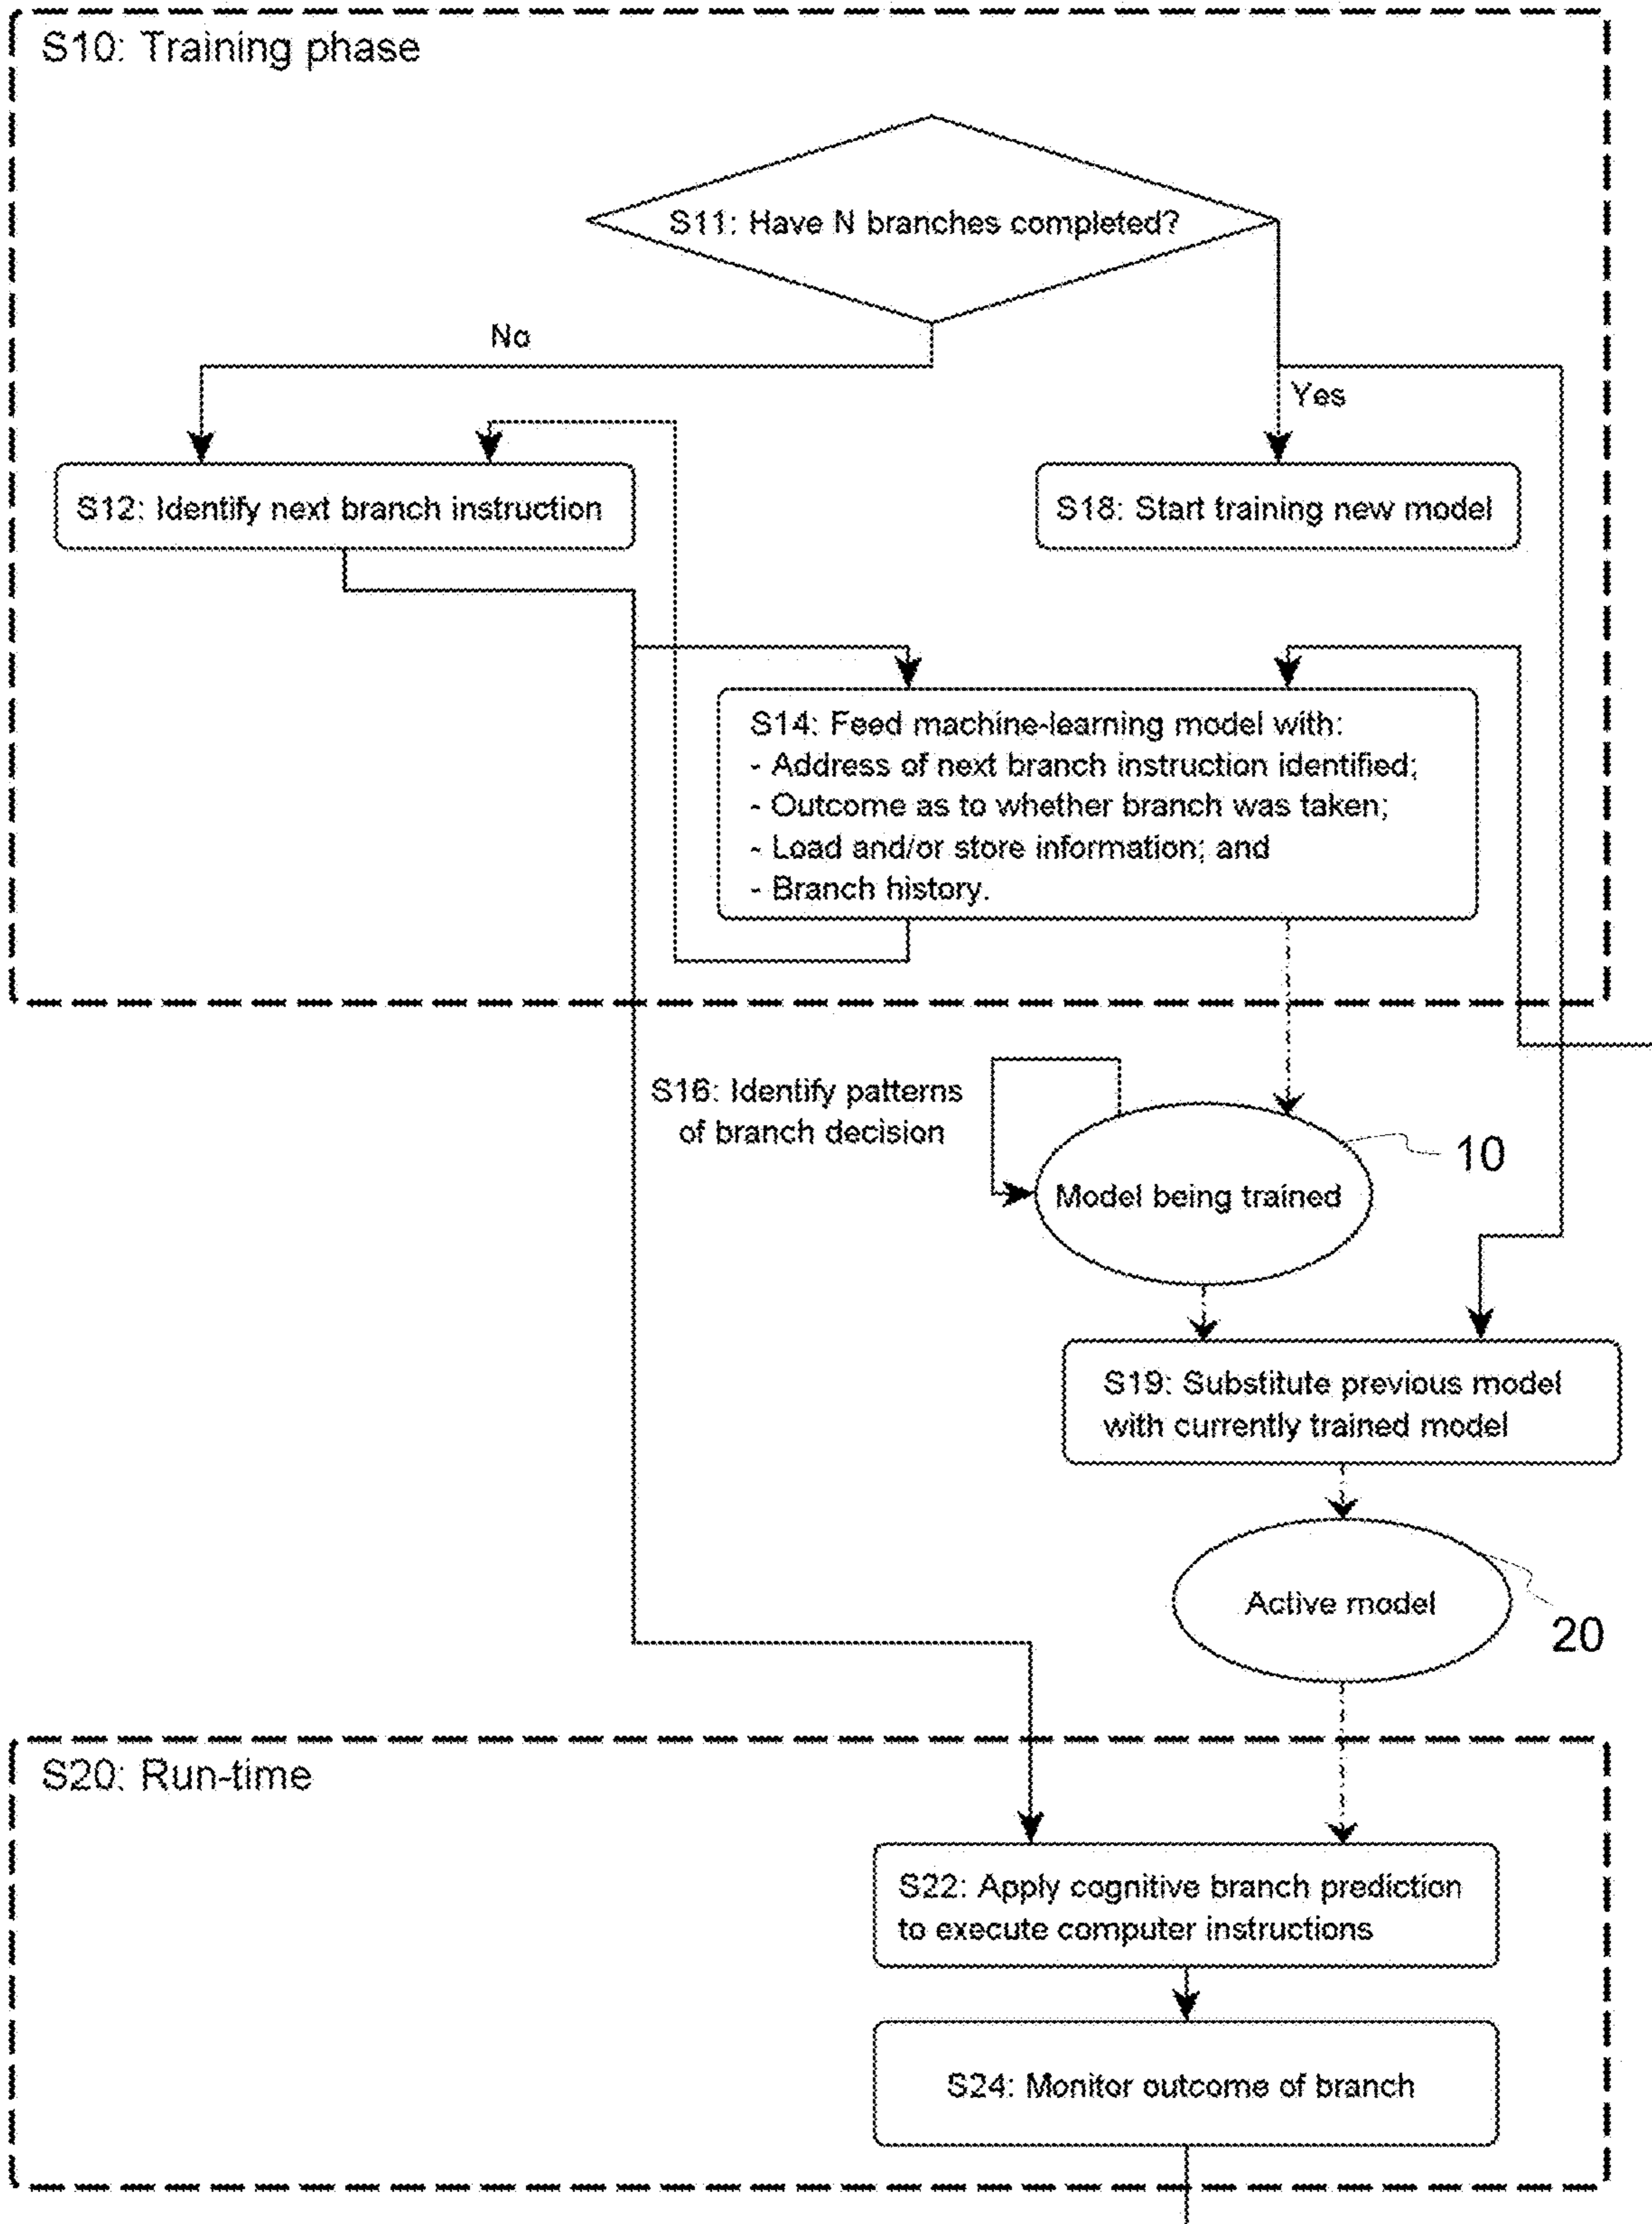 S10: Training phase
S11: Have N branches completed?
No
Yes
S12: Identify next branch instruction
S18: Start training new model
S14: Feed machine-learning model with:
- Address of next branch instruction identified;
- Outcome as to whether branch was taken;
- Load and/or store information; and
- Branch history.
S16: Identify patterns
of branch decision
10
Model being trained
S19: Substitute previous model
with currently trained model
Active model
20
S20: Run-time
S22: Apply cognitive branch prediction
to execute computer instructions
S24: Monitor outcome of branch